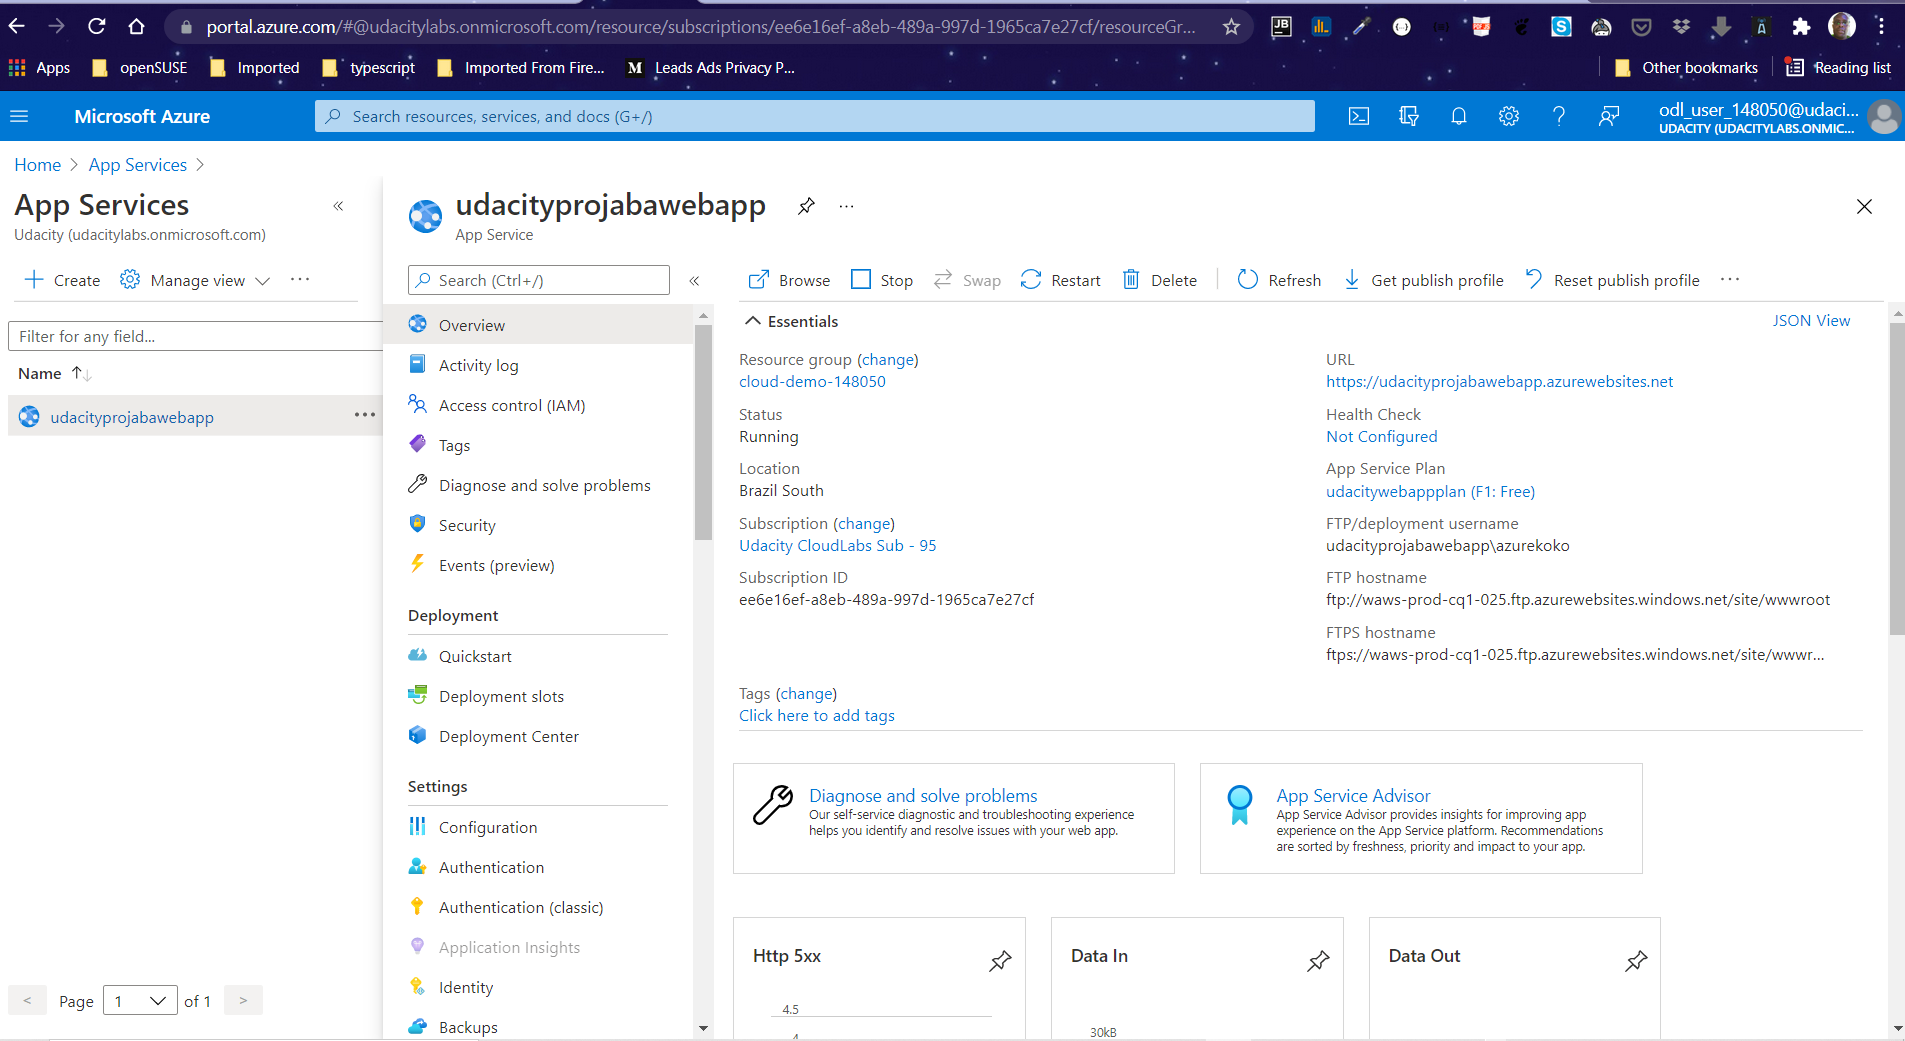 portal.azure.com/#@udacitylabs.onmicrosoft.com/resource/subscriptions/ee6e16ef-a8eb-489a-997d-1965ca7e27cf/resourceGr...
Apps openSUSE Imported typescript Imported From Fire... M Leads Ads Privacy P... Other bookmarks Reading list
Microsoft Azure
Search resources, services, and docs (G+/)
odl_user_148050@udaci...
UDACITY (UDACITYLABS.ONMIC...
Home > App Services >
App Services
Udacity (udacitylabs.onmicrosoft.com)
Create Manage view ...
Filter for any field...
Name
udacityprojabawebapp
< Page 1 of 1 >
udacityprojabawebapp
App Service
Search (Ctrl+/)
Overview
Activity log
Access control (IAM)
Tags
Diagnose and solve problems
Security
Events (preview)
Deployment
Quickstart
Deployment slots
Deployment Center
Settings
Configuration
Authentication
Authentication (classic)
Application Insights
Identity
Backups
Browse Stop Swap Restart Delete Refresh Get publish profile Reset publish profile ...
Essentials
JSON View
Resource group (change)
cloud-demo-148050
Status
Running
Location
Brazil South
Subscription (change)
Udacity CloudLabs Sub - 95
Subscription ID
ee6e16ef-a8eb-489a-997d-1965ca7e27cf
URL
https://udacityprojabawebapp.azurewebsites.net
Health Check
Not Configured
App Service Plan
udacitywebappplan (F1: Free)
FTP/deployment username
udacityprojabawebapp\azurekoko
FTP hostname
ftp://waws-prod-cq1-025.ftp.azurewebsites.windows.net/site/wwwroot
FTPS hostname
ftps://waws-prod-cq1-025.ftp.azurewebsites.windows.net/site/wwwr...
Tags (change)
Click here to add tags
Diagnose and solve problems
Our self-service diagnostic and troubleshooting experience
helps you identify and resolve issues with your web app.
App Service Advisor
App Service Advisor provides insights for improving app
experience on the App Service platform. Recommendations
are sorted by freshness, priority and impact to your app.
Http 5xx
4.5
4
Data In
30kB
Data Out